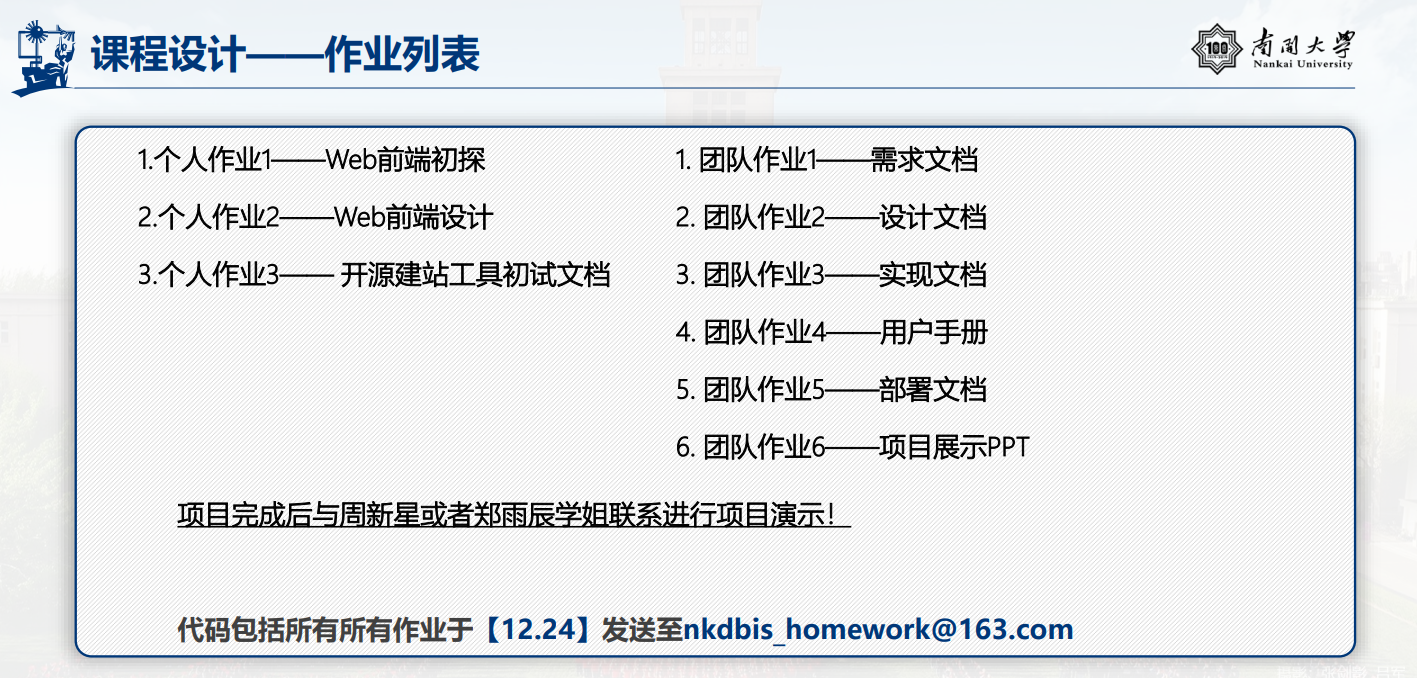 课程设计——作业列表
100
南開大學
Nankai University
1.个人作业1——Web前端初探
2.个人作业2——Web前端设计
3.个人作业3—— 开源建站工具初试文档
1. 团队作业1——需求文档
2. 团队作业2——设计文档
3. 团队作业3——实现文档
4. 团队作业4——用户手册
5. 团队作业5——部署文档
6. 团队作业6——项目展示PPT
项目完成后与周新星或者郑雨辰学姐联系进行项目演示！
代码包括所有所有作业于【12.24】发送至nkdbis_homework@163.com